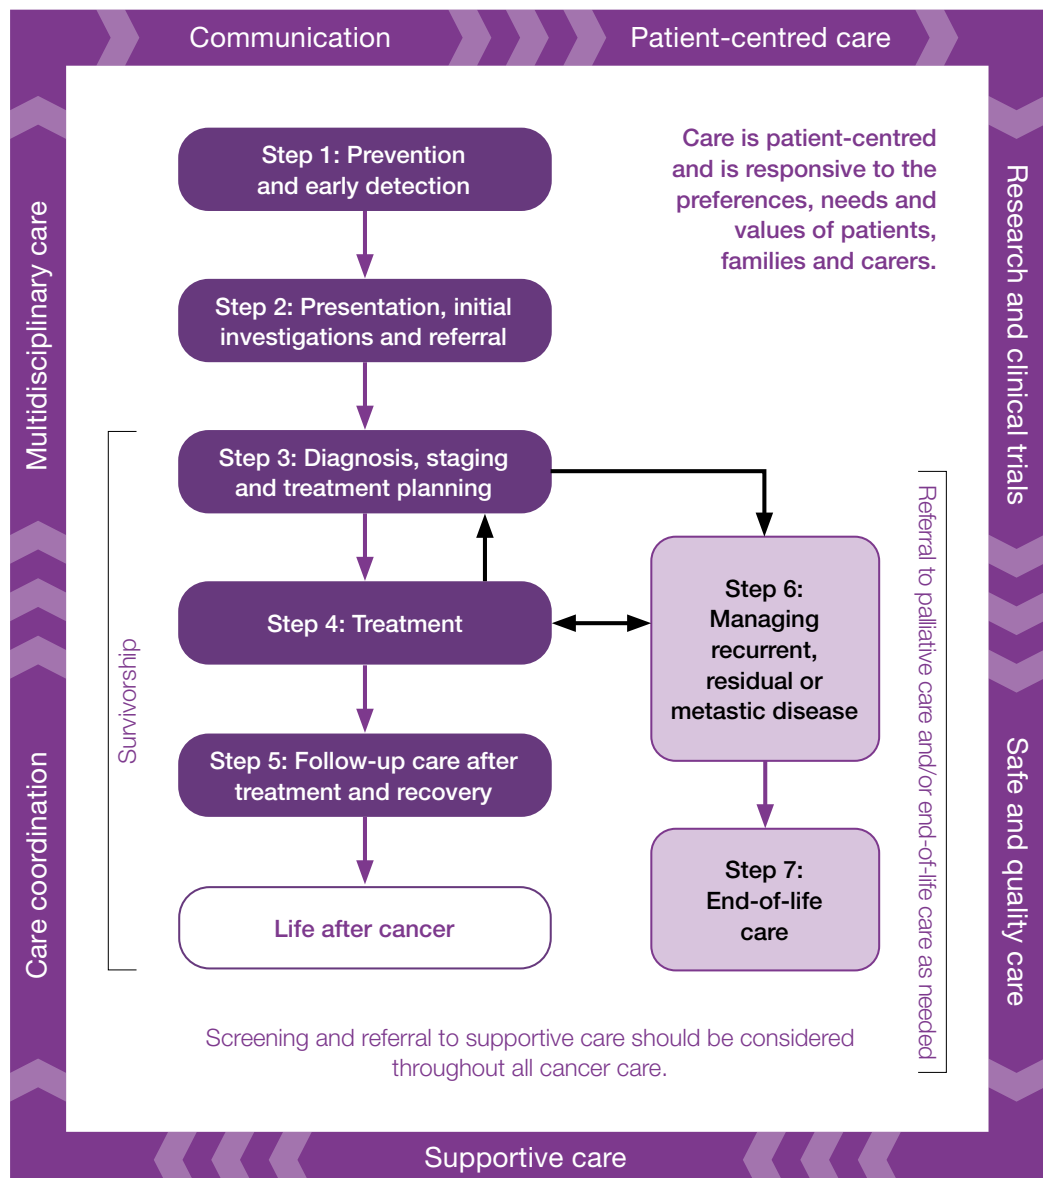 Communication
Patient-centred care
Multidisciplinary care
Care coordination
Research and clinical trials
Safe and quality care
Supportive care
Care is patient-centred
and is responsive to the
preferences, needs and
values of patients,
families and carers.
Step 1: Prevention
and early detection
Step 2: Presentation, initial
investigations and referral
Step 3: Diagnosis, staging
and treatment planning
Step 4: Treatment
Step 5: Follow-up care after
treatment and recovery
Life after cancer
Survivorship
Step 6:
Managing
recurrent,
residual or
metastic disease
Step 7:
End-of-life
care
Referral to palliative care and/or end-of-life care as needed
Screening and referral to supportive care should be considered
throughout all cancer care.